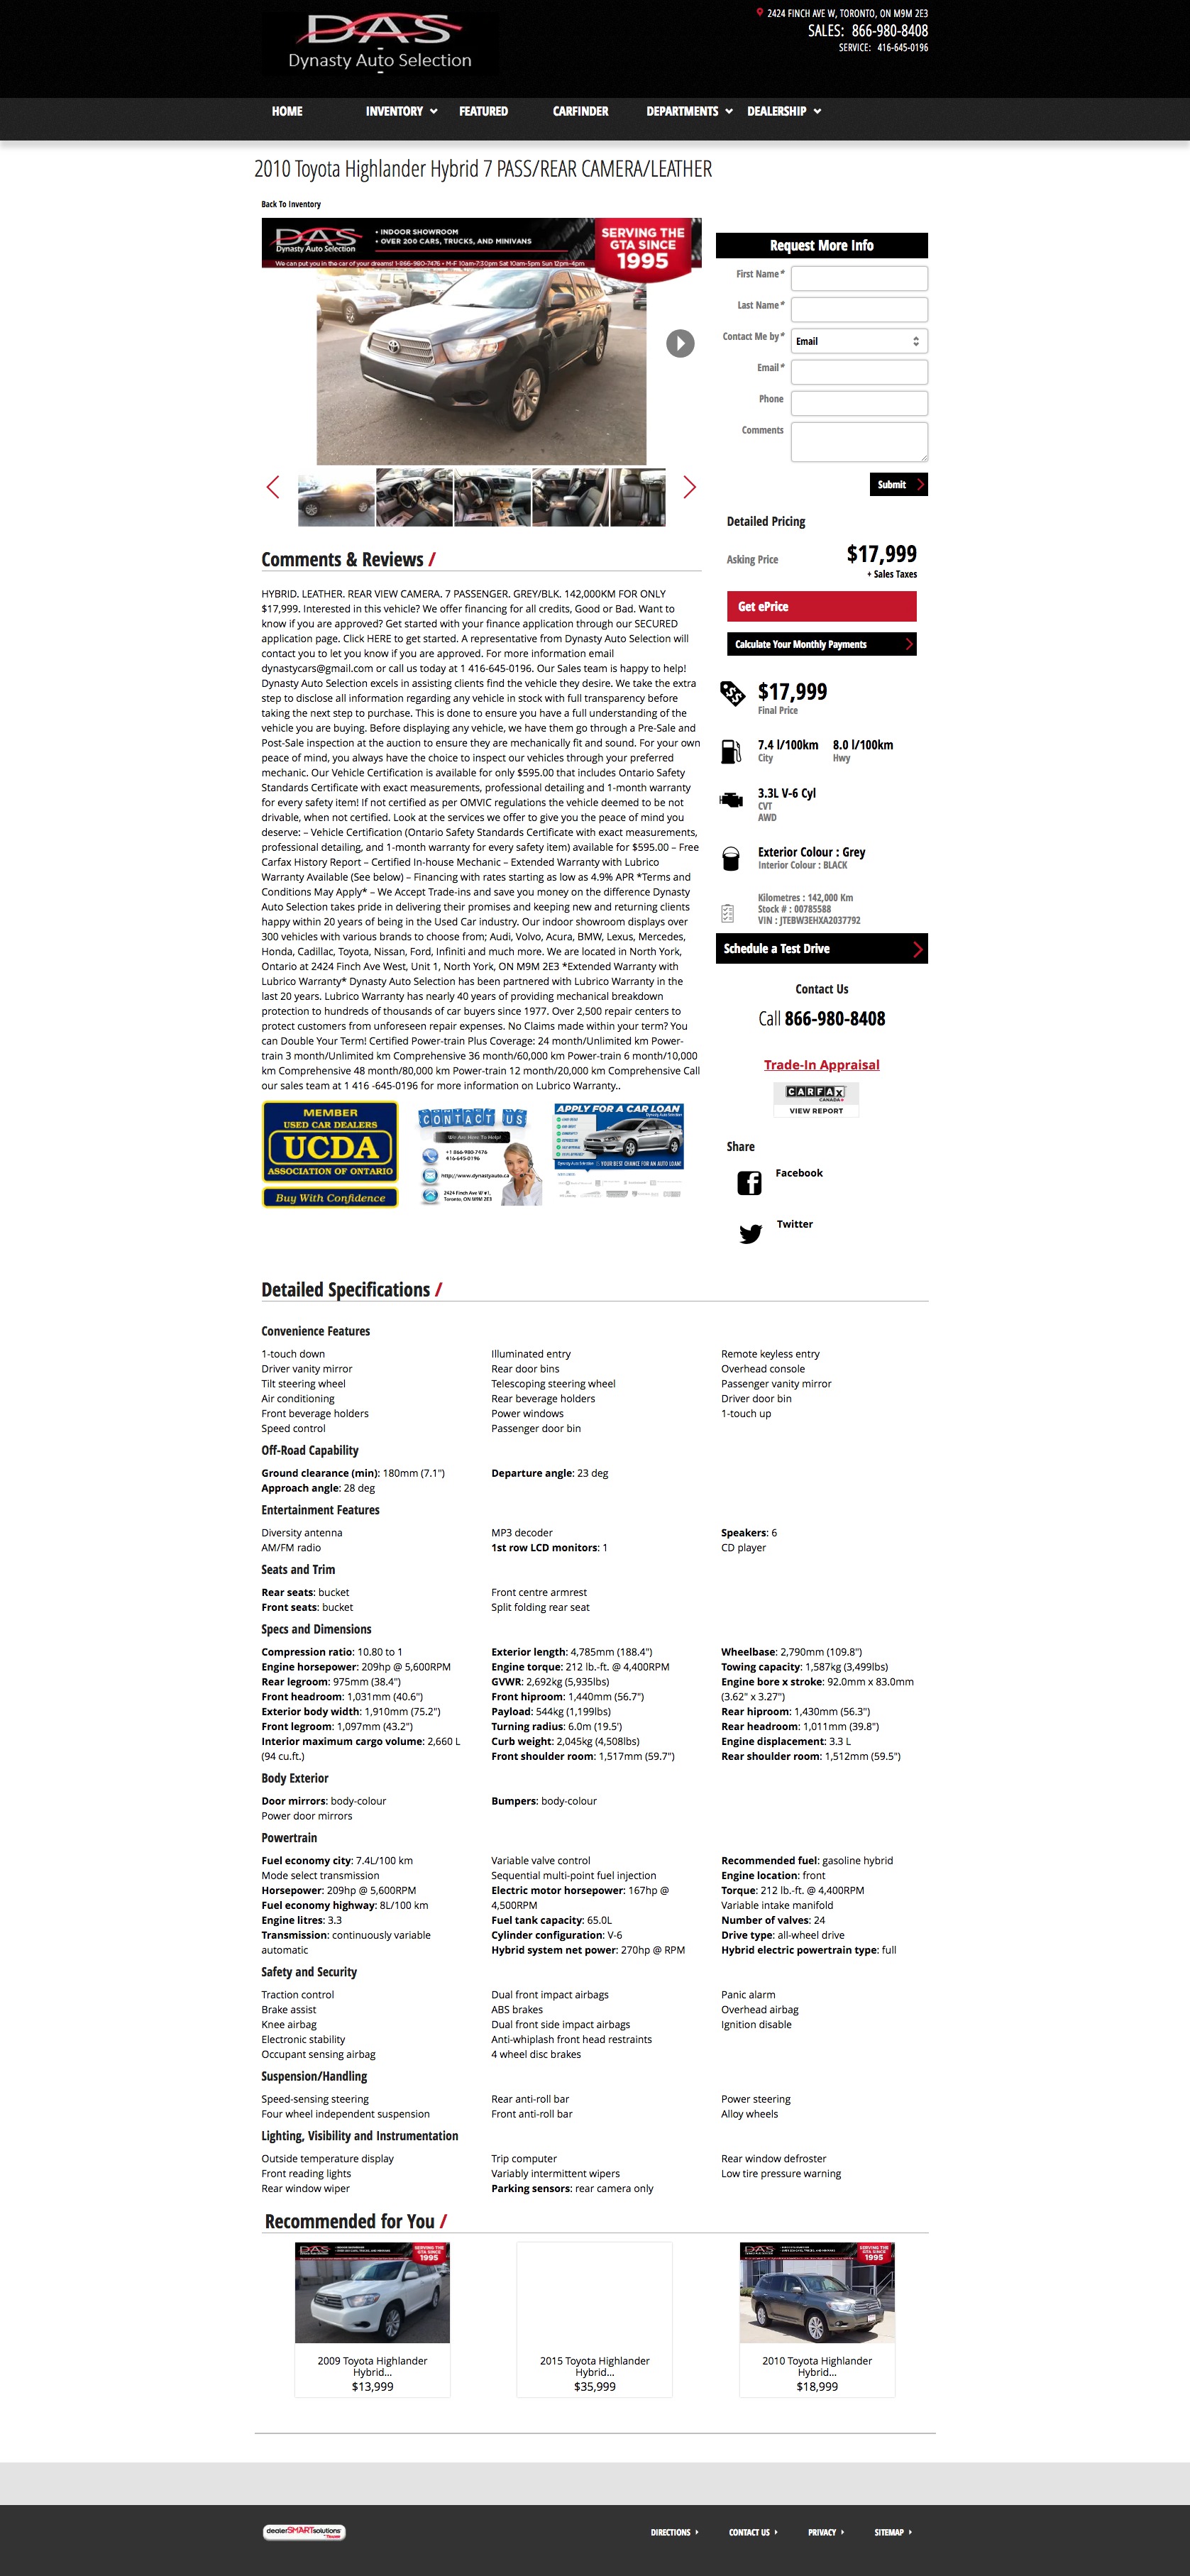 DAS
Dynasty Auto Selection
2424 FINCH AVE W, TORONTO, ON M9M 2E3
SALES: 866-980-8408
SERVICE: 416-645-0196
HOME
INVENTORY
FEATURED
CARFINDER
DEPARTMENTS
DEALERSHIP
2010 Toyota Highlander Hybrid 7 PASS/REAR CAMERA/LEATHER
Back To Inventory
DAS
Dynasty Auto Selection
• INDOOR SHOWROOM
• OVER 200 CARS, TRUCKS, AND MINIVANS
SERVING THE
GTA SINCE
1995
We can put you in the car of your dreams! 1-866-980-7476 • M-F 10am-7:30pm Sat 10am-5pm Sun 12pm-4pm
Comments & Reviews /
HYBRID. LEATHER. REAR VIEW CAMERA. 7 PASSENGER. GREY/BLK. 142,000KM FOR ONLY
$17,999. Interested in this vehicle? We offer financing for all credits, Good or Bad. Want to
know if you are approved? Get started with your finance application through our SECURED
application page. Click HERE to get started. A representative from Dynasty Auto Selection will
contact you to let you know if you are approved. For more information email
dynastycars@gmail.com or call us today at 1 416-645-0196. Our Sales team is happy to help!
Dynasty Auto Selection excels in assisting clients find the vehicle they desire. We take the extra
step to disclose all information regarding any vehicle in stock with full transparency before
taking the next step to purchase. This is done to ensure you have a full understanding of the
vehicle you are buying. Before displaying any vehicle, we have them go through a Pre-Sale and
Post-Sale inspection at the auction to ensure they are mechanically fit and sound. For your own
peace of mind, you always have the choice to inspect our vehicles through your preferred
mechanic. Our Vehicle Certification is available for only $595.00 that includes Ontario Safety
Standards Certificate with exact measurements, professional detailing and 1-month warranty
for every safety item! If not certified as per OMVIC regulations the vehicle deemed to be not
drivable, when not certified. Look at the services we offer to give you the peace of mind you
deserve: – Vehicle Certification (Ontario Safety Standards Certificate with exact measurements,
professional detailing, and 1-month warranty for every safety item) available for $595.00 – Free
Carfax History Report – Certified In-house Mechanic – Extended Warranty with Lubrico
Warranty Available (See below) – Financing with rates starting as low as 4.9% APR *Terms and
Conditions May Apply* – We Accept Trade-ins and save you money on the difference Dynasty
Auto Selection takes pride in delivering their promises and keeping new and returning clients
happy within 20 years of being in the Used Car industry. Our indoor showroom displays over
300 vehicles with various brands to choose from; Audi, Volvo, Acura, BMW, Lexus, Mercedes,
Honda, Cadillac, Toyota, Nissan, Ford, Infiniti and much more. We are located in North York,
Ontario at 2424 Finch Ave West, Unit 1, North York, ON M9M 2E3 *Extended Warranty with
Lubrico Warranty* Dynasty Auto Selection has been partnered with Lubrico Warranty in the
last 20 years. Lubrico Warranty has nearly 40 years of providing mechanical breakdown
protection to hundreds of thousands of car buyers since 1977. Over 2,500 repair centers to
protect customers from unforeseen repair expenses. No Claims made within your term? You
can Double Your Term! Certified Power-train Plus Coverage: 24 month/Unlimited km Power-
train 3 month/Unlimited km Comprehensive 36 month/60,000 km Power-train 6 month/10,000
km Comprehensive 48 month/80,000 km Power-train 12 month/20,000 km Comprehensive Call
our sales team at 1 416 -645-0196 for more information on Lubrico Warranty..
MEMBER
USED CAR DEALERS
UCDA
ASSOCIATION OF ONTARIO
Buy With Confidence
CONTACT US
We Are Here To Help!
+1 866-980-7476
416-645-0196
http://www.dynastyauto.ca
2424 Finch Ave W #1,
Toronto, ON M9M 2E3
APPLY FOR A CAR LOAN
Dynasty Auto Selection
YOUR BEST CHANCE FOR AN AUTO LOAN!
Request More Info
First Name*
Last Name*
Contact Me by*
Email
Email*
Phone
Comments
Submit
Detailed Pricing
Asking Price
$17,999
+ Sales Taxes
Get ePrice
Calculate Your Monthly Payments
$17,999
Final Price
7.4 l/100km 8.0 l/100km
City Hwy
3.3L V-6 Cyl
CVT
AWD
Exterior Colour : Grey
Interior Colour : BLACK
Kilometres : 142,000 Km
Stock # : 00785588
VIN : JTEBW3EHXA2037792
Schedule a Test Drive
Contact Us
Call 866-980-8408
Trade-In Appraisal
CARFAX
CANADA
VIEW REPORT
Share
Facebook
Twitter
Detailed Specifications /
Convenience Features
1-touch down Illuminated entry Remote keyless entry
Driver vanity mirror Rear door bins Overhead console
Tilt steering wheel Telescoping steering wheel Passenger vanity mirror
Air conditioning Rear beverage holders Driver door bin
Front beverage holders Power windows 1-touch up
Speed control Passenger door bin
Off-Road Capability
Ground clearance (min): 180mm (7.1") Departure angle: 23 deg
Approach angle: 28 deg
Entertainment Features
Diversity antenna MP3 decoder Speakers: 6
AM/FM radio 1st row LCD monitors: 1 CD player
Seats and Trim
Rear seats: bucket Front centre armrest
Front seats: bucket Split folding rear seat
Specs and Dimensions
Compression ratio: 10.80 to 1 Exterior length: 4,785mm (188.4") Wheelbase: 2,790mm (109.8")
Engine horsepower: 209hp @ 5,600RPM Engine torque: 212 lb.-ft. @ 4,400RPM Towing capacity: 1,587kg (3,499lbs)
Rear legroom: 975mm (38.4") GVWR: 2,692kg (5,935lbs) Engine bore x stroke: 92.0mm x 83.0mm
Front headroom: 1,031mm (40.6") Front hiproom: 1,440mm (56.7") (3.62" x 3.27")
Exterior body width: 1,910mm (75.2") Payload: 544kg (1,199lbs) Rear hiproom: 1,430mm (56.3")
Front legroom: 1,097mm (43.2") Turning radius: 6.0m (19.5') Rear headroom: 1,011mm (39.8")
Interior maximum cargo volume: 2,660 L Curb weight: 2,045kg (4,508lbs) Engine displacement: 3.3 L
(94 cu.ft.) Front shoulder room: 1,517mm (59.7") Rear shoulder room: 1,512mm (59.5")
Body Exterior
Door mirrors: body-colour Bumpers: body-colour
Power door mirrors
Powertrain
Fuel economy city: 7.4L/100 km Variable valve control Recommended fuel: gasoline hybrid
Mode select transmission Sequential multi-point fuel injection Engine location: front
Horsepower: 209hp @ 5,600RPM Electric motor horsepower: 167hp @ Torque: 212 lb.-ft. @ 4,400RPM
Fuel economy highway: 8L/100 km 4,500RPM Variable intake manifold
Engine litres: 3.3 Fuel tank capacity: 65.0L Number of valves: 24
Transmission: continuously variable Cylinder configuration: V-6 Drive type: all-wheel drive
automatic Hybrid system net power: 270hp @ RPM Hybrid electric powertrain type: full
Safety and Security
Traction control Dual front impact airbags Panic alarm
Brake assist ABS brakes Overhead airbag
Knee airbag Dual front side impact airbags Ignition disable
Electronic stability Anti-whiplash front head restraints
Occupant sensing airbag 4 wheel disc brakes
Suspension/Handling
Speed-sensing steering Rear anti-roll bar Power steering
Four wheel independent suspension Front anti-roll bar Alloy wheels
Lighting, Visibility and Instrumentation
Outside temperature display Trip computer Rear window defroster
Front reading lights Variably intermittent wipers Low tire pressure warning
Rear window wiper Parking sensors: rear camera only
Recommended for You /
DAS SERVING THE GTA SINCE 1995
DAS SERVING THE GTA SINCE 1995
2009 Toyota Highlander 2015 Toyota Highlander 2010 Toyota Highlander
Hybrid... Hybrid... Hybrid...
$13,999 $35,999 $18,999
dealerSMARTsolutions
DIRECTIONS CONTACT US PRIVACY SITEMAP